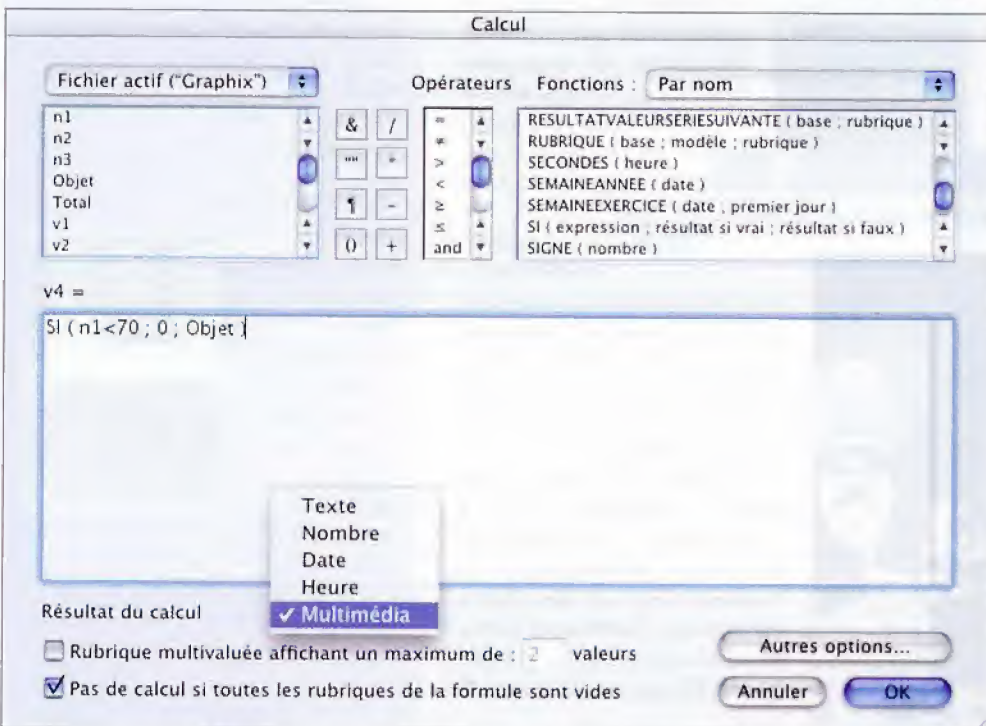 Calcul
Fichier actif ("Graphix")
Opérateurs
Fonctions : Par nom
n1
n2
n3
Objet
Total
v1
v2
& /
"" *
¶ -
() +
=
≠
>
<
≥
≤
and
RESULTATVALEURSERIESUIVANTE ( base ; rubrique )
RUBRIQUE ( base ; modèle ; rubrique )
SECONDES ( heure )
SEMAINEANNEE ( date )
SEMAINEEXERCICE ( date ; premier jour )
SI ( expression ; résultat si vrai ; résultat si faux )
SIGNE ( nombre )
v4 =
SI ( n1<70 ; 0 ; Objet )
Texte
Nombre
Date
Heure
Résultat du calcul ✓ Multimédia
Rubrique multivaluée affichant un maximum de : 2 valeurs
Pas de calcul si toutes les rubriques de la formule sont vides
Autres options...
Annuler
OK